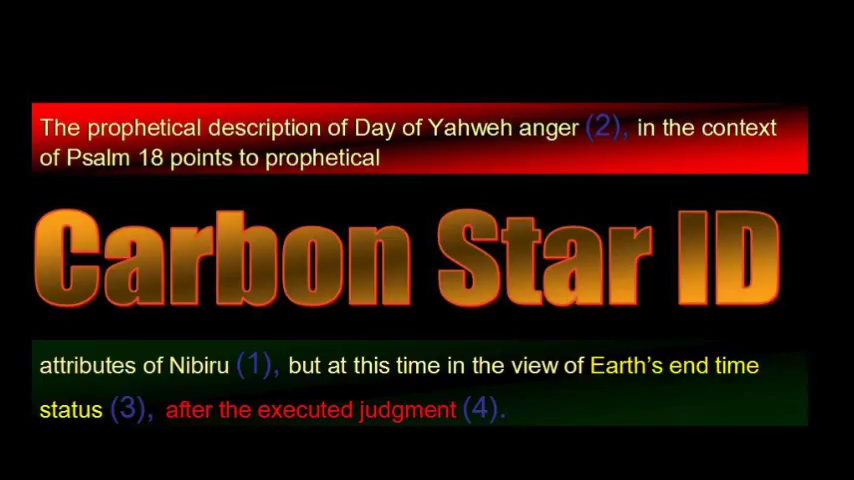 The prophetical description of Day of Yahweh anger (2), in the context
of Psalm 18 points to prophetical
Carbon Star ID
attributes of Nibiru (1), but at this time in the view of Earth's end time
status (3), after the executed judgment (4).